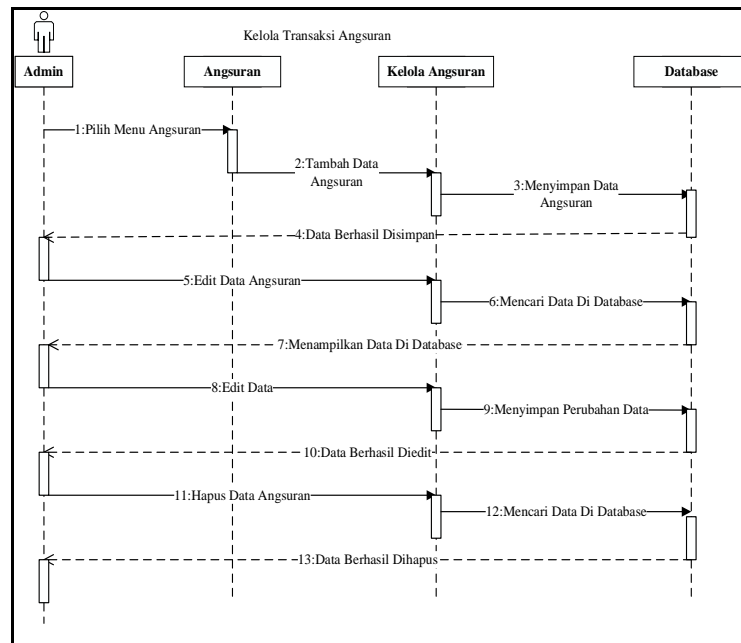 Kelola Transaksi Angsuran
Admin
Angsuran
Kelola Angsuran
Database
1:Pilih Menu Angsuran
2:Tambah Data
Angsuran
3:Menyimpan Data
Angsuran
4:Data Berhasil Disimpan
5:Edit Data Angsuran
6:Mencari Data Di Database
7:Menampilkan Data Di Database
8:Edit Data
9:Menyimpan Perubahan Data
10:Data Berhasil Diedit
11:Hapus Data Angsuran
12:Mencari Data Di Database
13:Data Berhasil Dihapus